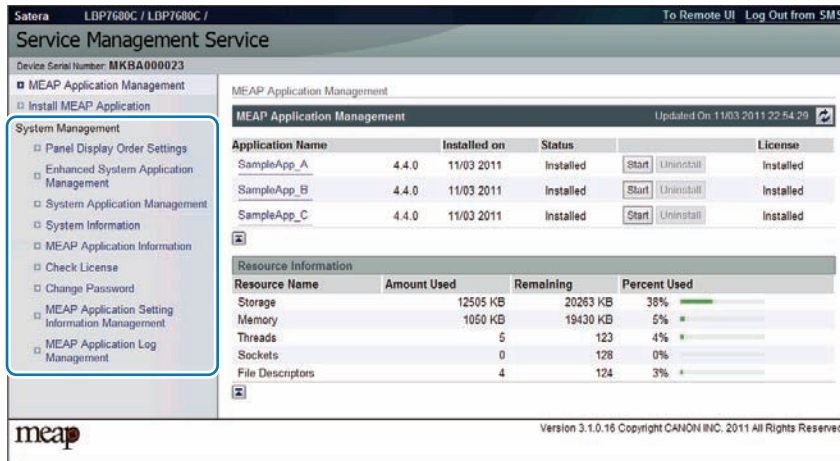 Satera LBP7680C / LBP7680C / To Remote UI Log Out from SMS
Service Management Service
Device Serial Number: MKBA000023
MEAP Application Management
Install MEAP Application
System Management
Panel Display Order Settings
Enhanced System Application
Management
System Application Management
System Information
MEAP Application Information
Check License
Change Password
MEAP Application Setting
Information Management
MEAP Application Log
Management
MEAP Application Management
MEAP Application Management Updated On 11/03 2011 22:54:29
Application Name Installed on Status License
SampleApp_A 4.4.0 11/03 2011 Installed Start Uninstall Installed
SampleApp_B 4.4.0 11/03 2011 Installed Start Uninstall Installed
SampleApp_C 4.4.0 11/03 2011 Installed Start Uninstall Installed
Resource Information
Resource Name Amount Used Remaining Percent Used
Storage 12505 KB 20263 KB 38%
Memory 1050 KB 19430 KB 5%
Threads 5 123 4%
Sockets 0 128 0%
File Descriptors 4 124 3%
meap Version 3.1.0.16 Copyright CANON INC. 2011 All Rights Reserved